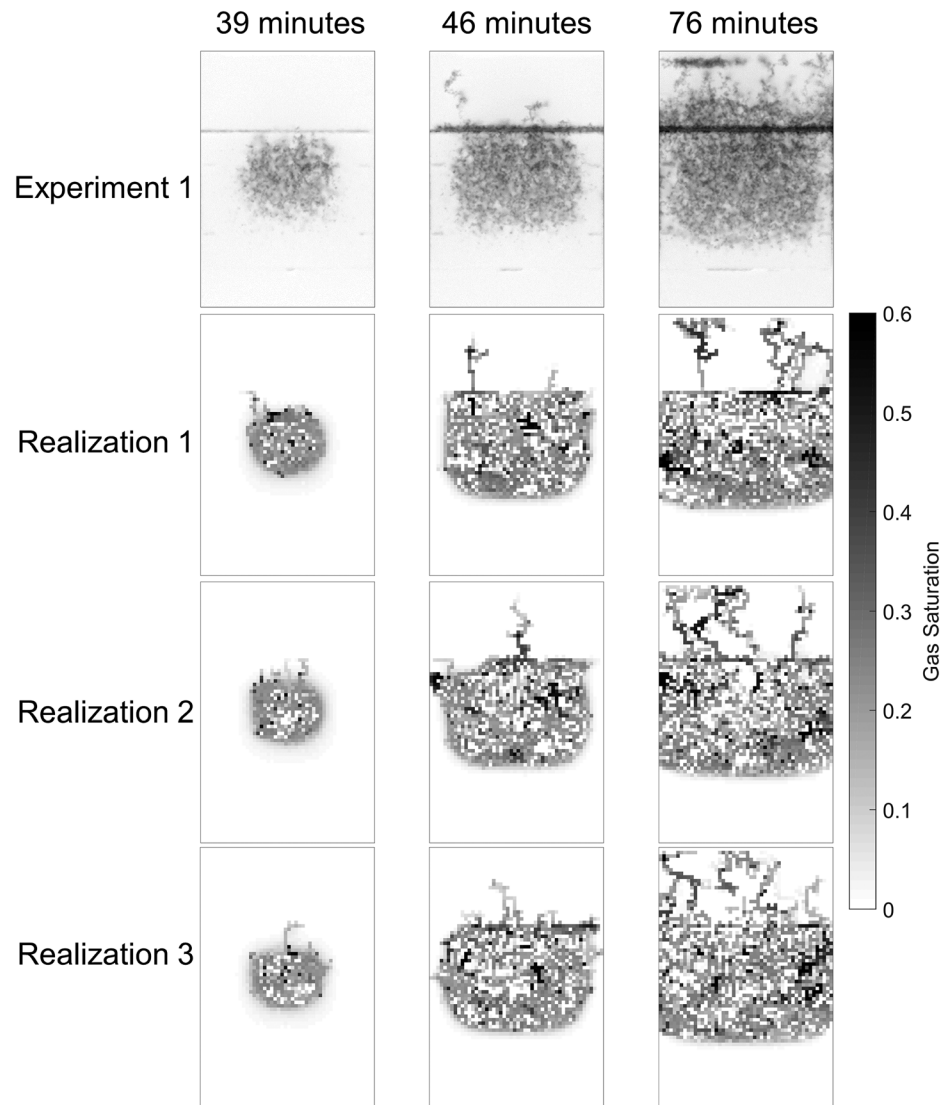 39 minutes
46 minutes
76 minutes
Experiment 1
Realization 1
Realization 2
Realization 3
0.6
0.5
0.4
0.3
0.2
0.1
0
Gas Saturation